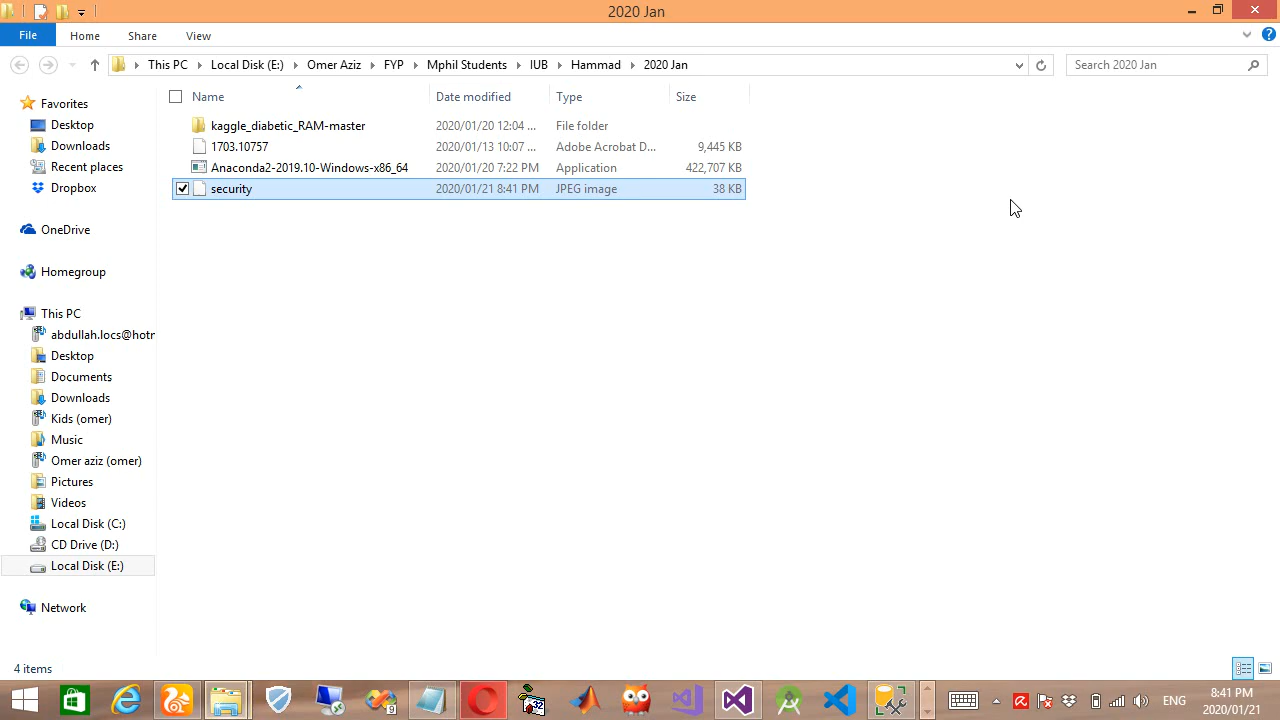 2020 Jan
File Home Share View
This PC Local Disk (E:) Omer Aziz FYP Mphil Students IUB Hammad 2020 Jan Search 2020 Jan
Name Date modified Type Size
kaggle_diabetic_RAM-master 2020/01/20 12:04 ... File folder
1703.10757 2020/01/13 10:07 ... Adobe Acrobat D... 9,445 KB
Anaconda2-2019.10-Windows-x86_64 2020/01/20 7:22 PM Application 422,707 KB
security 2020/01/21 8:41 PM JPEG image 38 KB
Favorites
Desktop
Downloads
Recent places
Dropbox
OneDrive
Homegroup
This PC
abdullah.locs@hotr
Desktop
Documents
Downloads
Kids (omer)
Music
Omer aziz (omer)
Pictures
Videos
Local Disk (C:)
CD Drive (D:)
Local Disk (E:)
Network
4 items
32
ENG
8:41 PM
2020/01/21